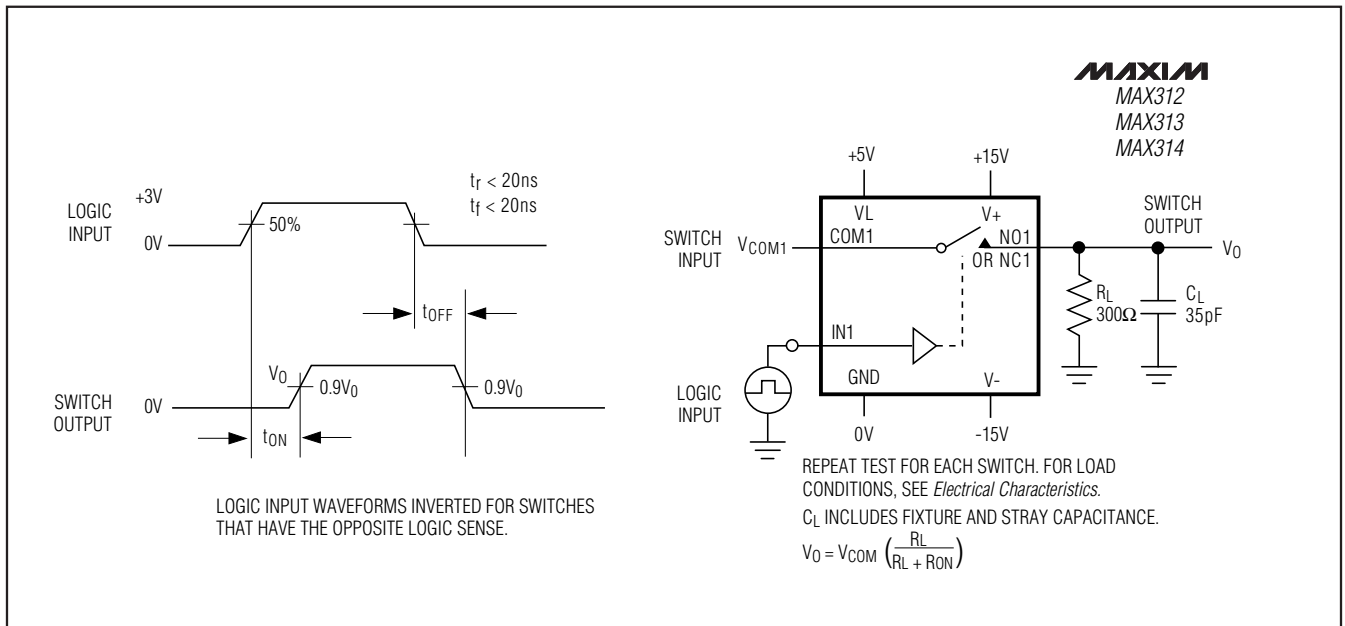 MAXIM
MAX312
MAX313
MAX314
+3V
LOGIC
INPUT
0V
50%
tr < 20ns
tf < 20ns
tOFF
VO
0.9V0
0.9V0
SWITCH
OUTPUT
0V
tON
LOGIC INPUT WAVEFORMS INVERTED FOR SWITCHES
THAT HAVE THE OPPOSITE LOGIC SENSE.
+5V
+15V
VL
V+
SWITCH
INPUT
VCOM1
COM1
NO1
OR NC1
SWITCH
OUTPUT
VO
RL
300Ω
CL
35pF
IN1
LOGIC
INPUT
GND
V-
0V
-15V
REPEAT TEST FOR EACH SWITCH. FOR LOAD
CONDITIONS, SEE Electrical Characteristics.
CL INCLUDES FIXTURE AND STRAY CAPACITANCE.
VO = VCOM (RL / RL + RON)